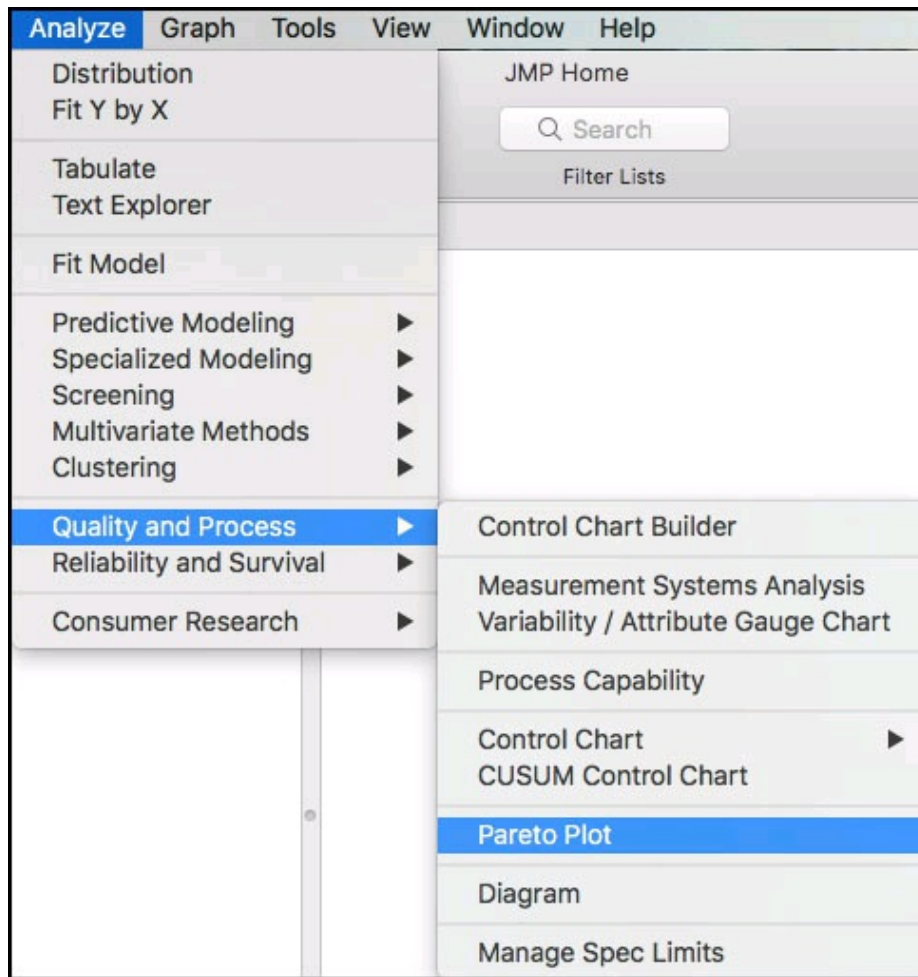 Analyze Graph Tools View Window Help
JMP Home
Search
Filter Lists
Distribution
Fit Y by X
Tabulate
Text Explorer
Fit Model
Predictive Modeling
Specialized Modeling
Screening
Multivariate Methods
Clustering
Quality and Process
Reliability and Survival
Consumer Research
Control Chart Builder
Measurement Systems Analysis
Variability / Attribute Gauge Chart
Process Capability
Control Chart
CUSUM Control Chart
Pareto Plot
Diagram
Manage Spec Limits